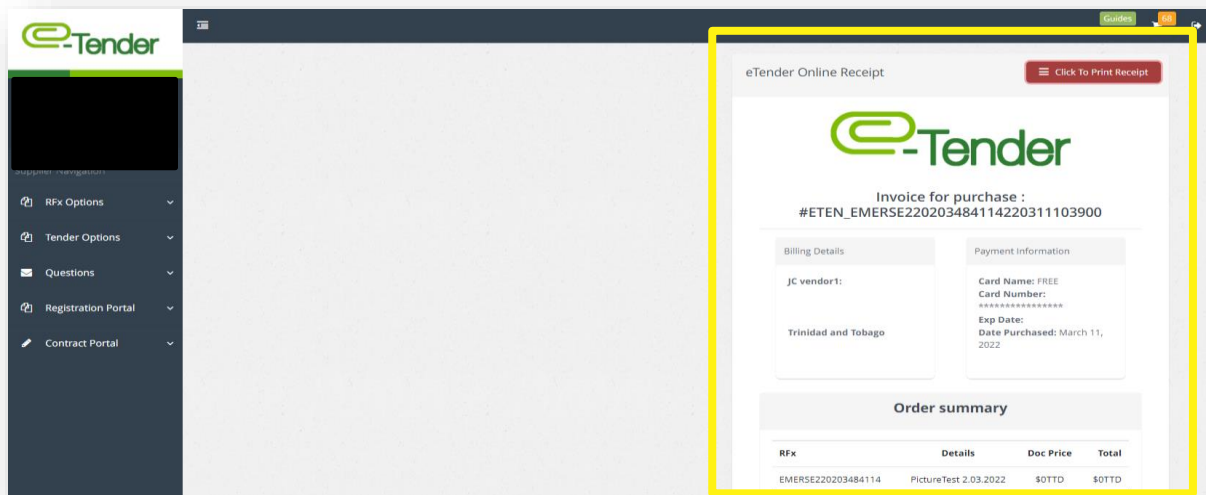 e-Tender
Guides
68
Supplier Navigation
RFx Options
Tender Options
Questions
Registration Portal
Contract Portal
eTender Online Receipt
Click To Print Receipt
e-Tender
Invoice for purchase :
#ETEN_EMERSE220203484114220311103900
Billing Details
JC vendor1:
Trinidad and Tobago
Payment Information
Card Name: FREE
Card Number:
****************
Exp Date:
Date Purchased: March 11,
2022
Order summary
RFx Details Doc Price Total
EMERSE220203484114 PictureTest 2.03.2022 $0TTD $0TTD